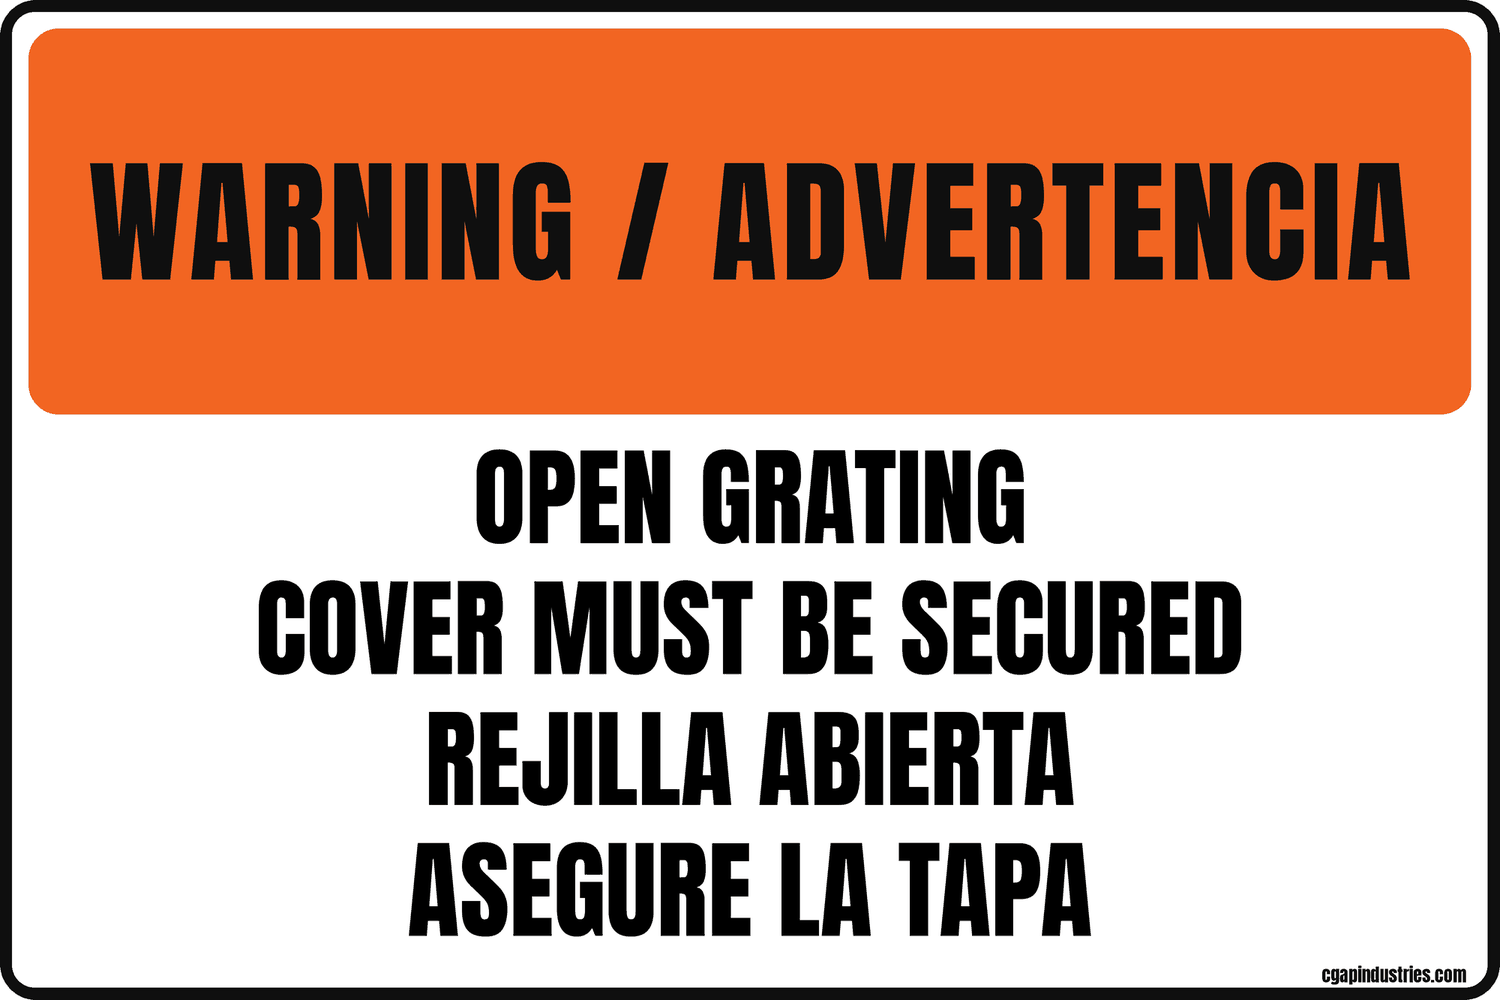 WARNING / ADVERTENCIA
OPEN GRATING
COVER MUST BE SECURED
REJILLA ABIERTA
ASEGURE LA TAPA
cgapindustries.com